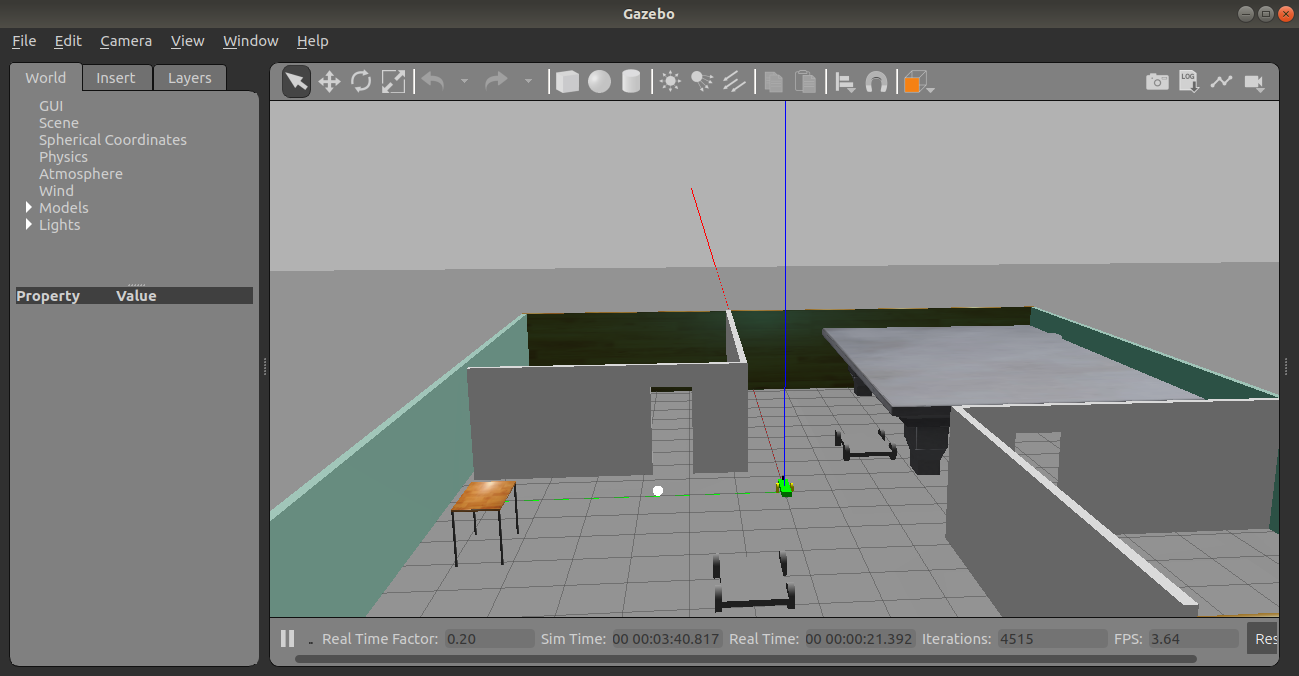 Gazebo
File Edit Camera View Window Help
World Insert Layers
LOG
GUI
Scene
Spherical Coordinates
Physics
Atmosphere
Wind
Models
Lights
Property Value
Real Time Factor: 0.20 Sim Time: 00 00:03:40.817 Real Time: 00 00:00:21.392 Iterations: 4515 FPS: 3.64 Res